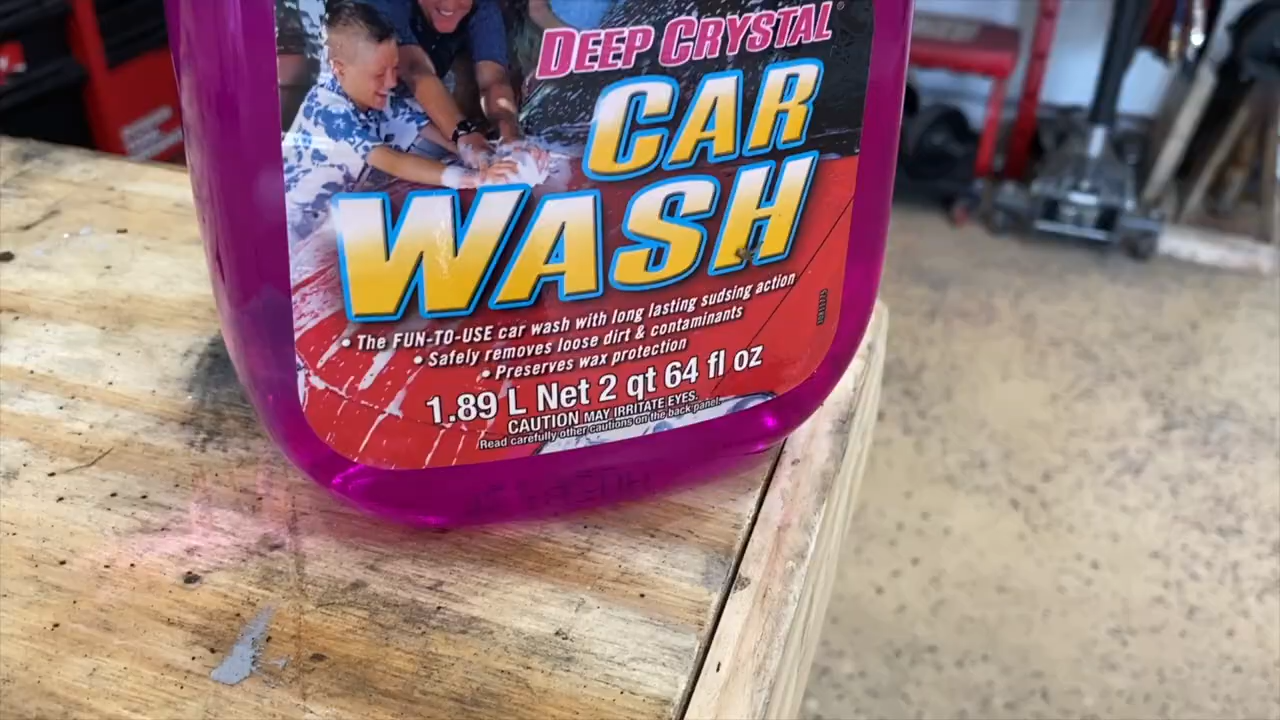 DEEP CRYSTAL®
CAR
WASH
• The FUN-TO-USE car wash with long lasting sudsing action
• Safely removes loose dirt & contaminants
• Preserves wax protection
1.89 L Net 2 qt 64 fl oz
CAUTION MAY IRRITATE EYES.
Read carefully other cautions on the back panel.